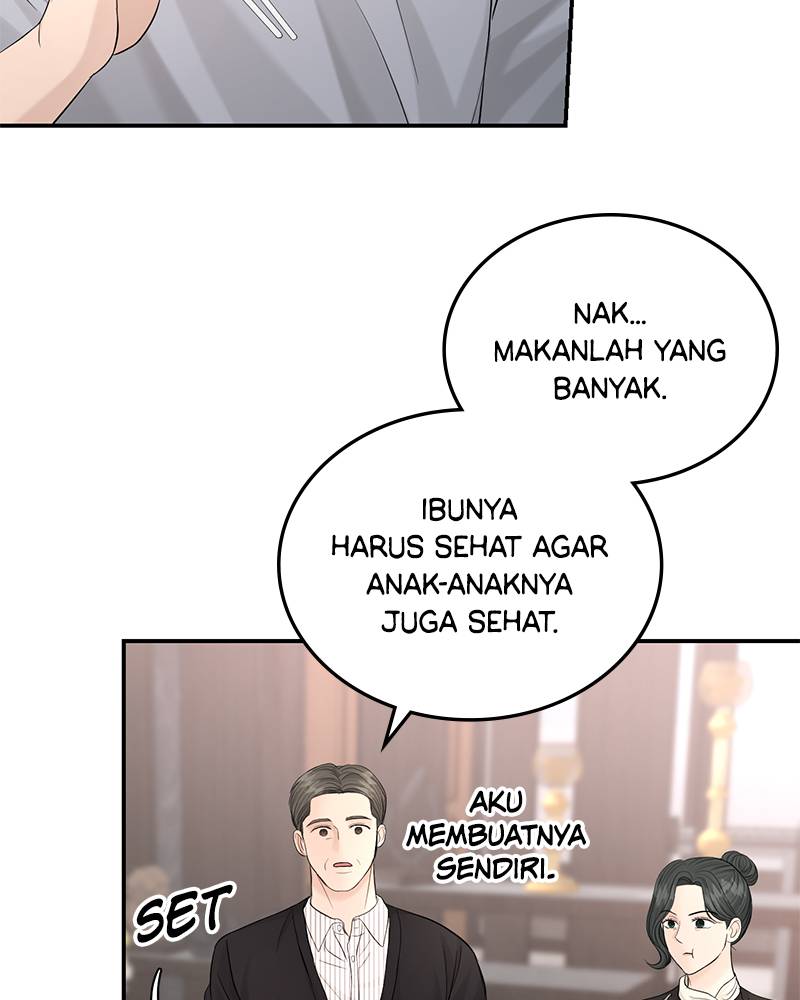 NAK...
MAKANLAH YANG
BANYAK.
IBUNYA
HARUS SEHAT AGAR
ANAK-ANAKNYA
JUGA SEHAT.
AKU
MEMBUATNYA
SENDIRI.
SET